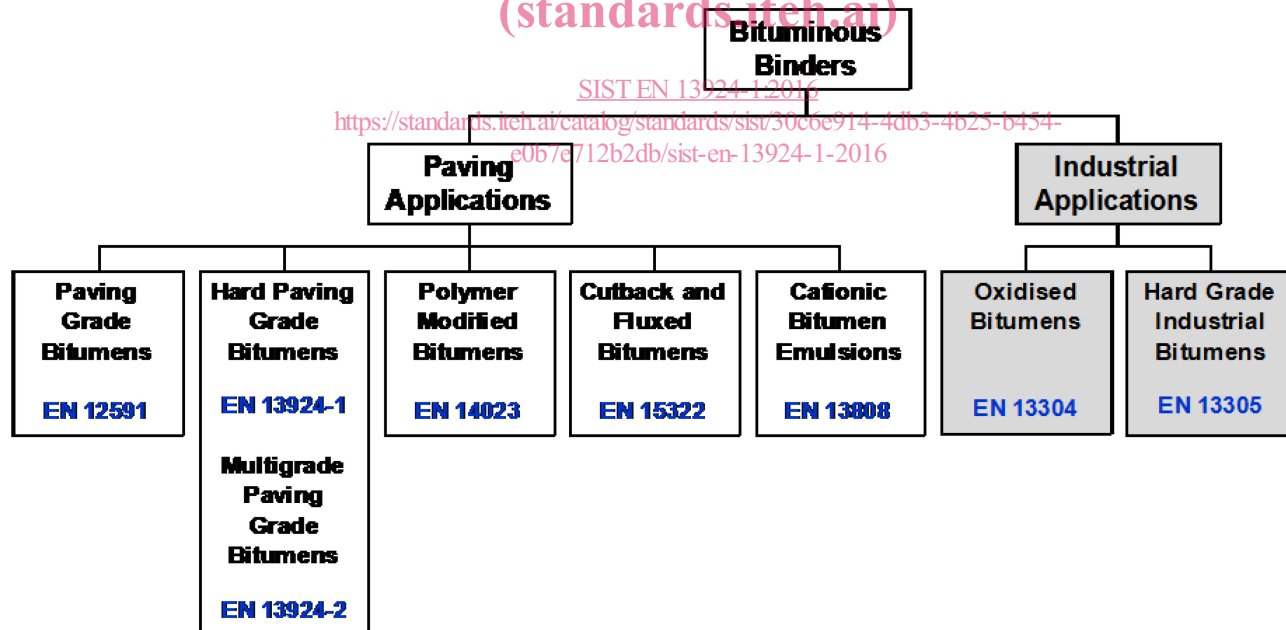 (standards.iteh.ai)
Bituminous
Binders
SIST EN 13924-1:2016
https://standards.iteh.ai/catalog/standards/sist/30c6e914-4db3-4b25-b454-
e0b7e712b2db/sist-en-13924-1-2016
Paving
Applications
Industrial
Applications
Paving
Grade
Bitumens
EN 12591
Hard Paving
Grade
Bitumens
EN 13924-1
Multigrade
Paving
Grade
Bitumens
EN 13924-2
Polymer
Modified
Bitumens
EN 14023
Cutback and
Fluxed
Bitumens
EN 15322
Cationic
Bitumen
Emulsions
EN 13808
Oxidised
Bitumens
EN 13304
Hard Grade
Industrial
Bitumens
EN 13305